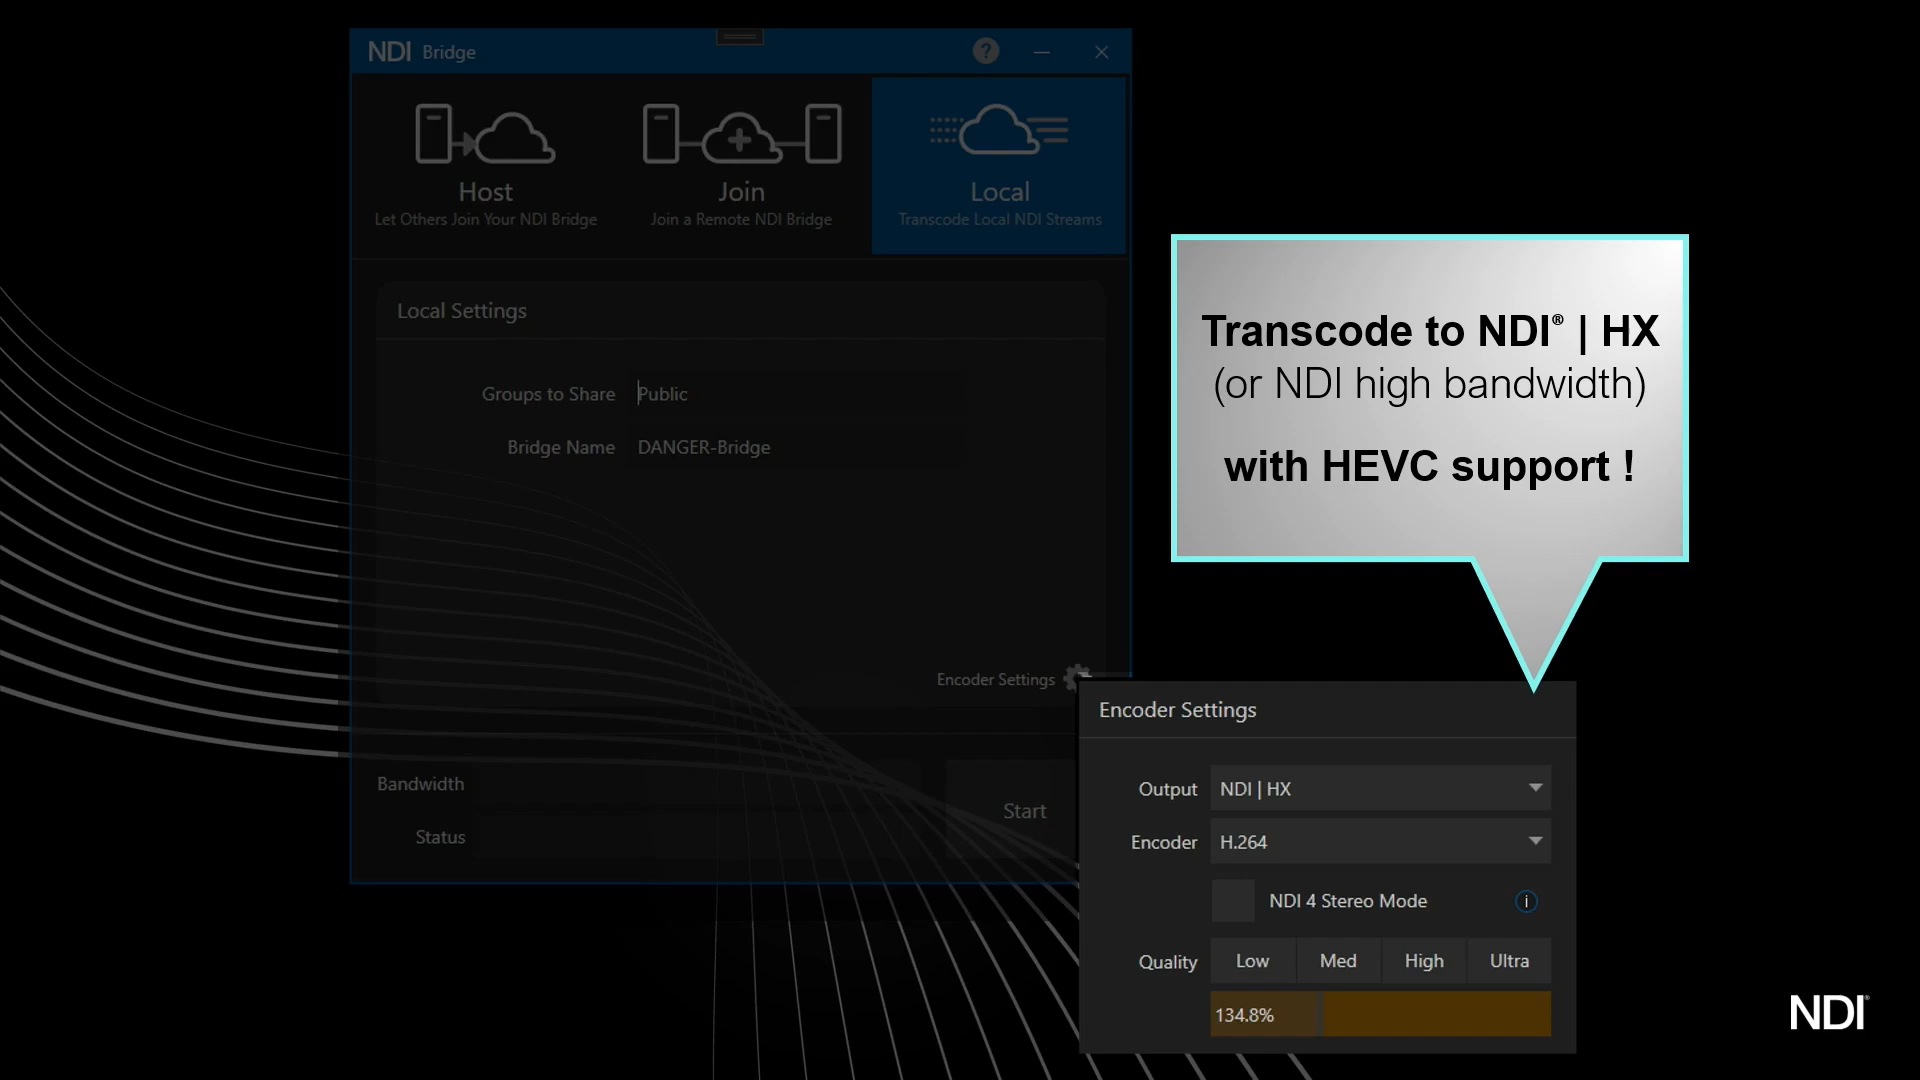 NDI Bridge
?
Host
Let Others Join Your NDI Bridge
Join
Join a Remote NDI Bridge
Local
Transcode Local NDI Streams
Local Settings
Groups to Share Public
Bridge Name DANGER-Bridge
Encoder Settings
Bandwidth
Status
Start
Transcode to NDI® | HX
(or NDI high bandwidth)
with HEVC support !
Encoder Settings
Output NDI | HX
Encoder H.264
NDI 4 Stereo Mode i
Quality Low Med High Ultra
134.8%
NDI®